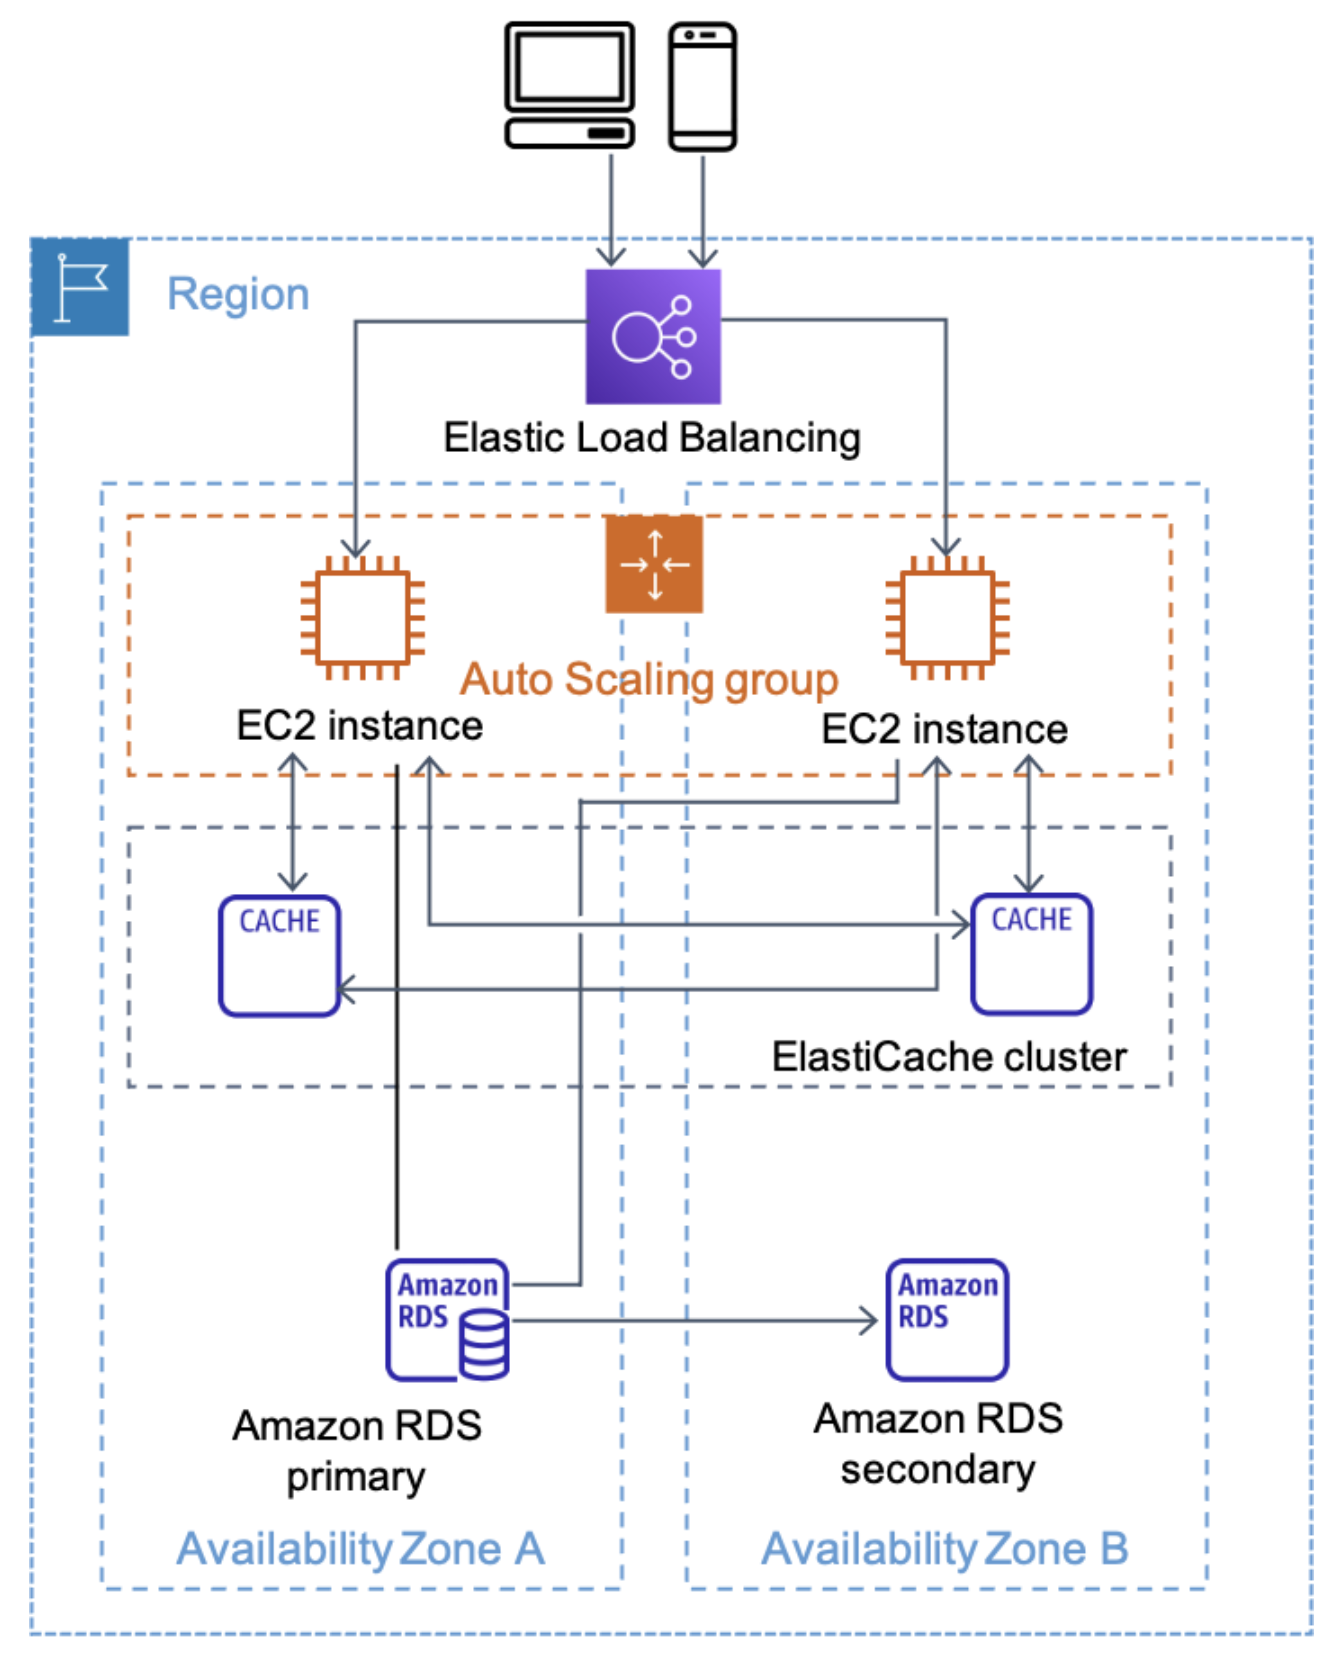 Region
Elastic Load Balancing
Auto Scaling group
EC2 instance
EC2 instance
CACHE
CACHE
ElastiCache cluster
Amazon
RDS
Amazon
RDS
Amazon RDS
primary
Amazon RDS
secondary
Availability Zone A
Availability Zone B